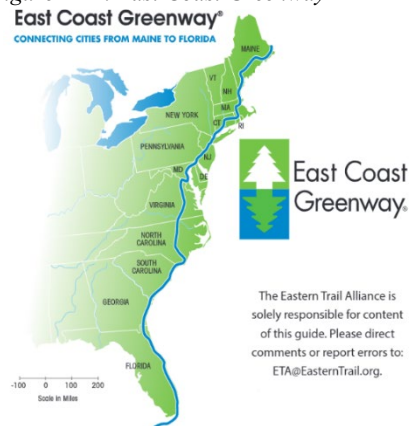 East Coast Greenway®
CONNECTING CITIES FROM MAINE TO FLORIDA
MAINE
VT
NH
MA
NEW YORK
CT
RI
PENNSYLVANIA
NJ
MD
DE
VIRGINIA
NORTH
CAROLINA
SOUTH
CAROLINA
GEORGIA
FLORIDA
-100 0 100 200
Scale in Miles
East Coast
Greenway®
The Eastern Trail Alliance is
solely responsible for content
of this guide. Please direct
comments or report errors to:
ETA@EasternTrail.org.